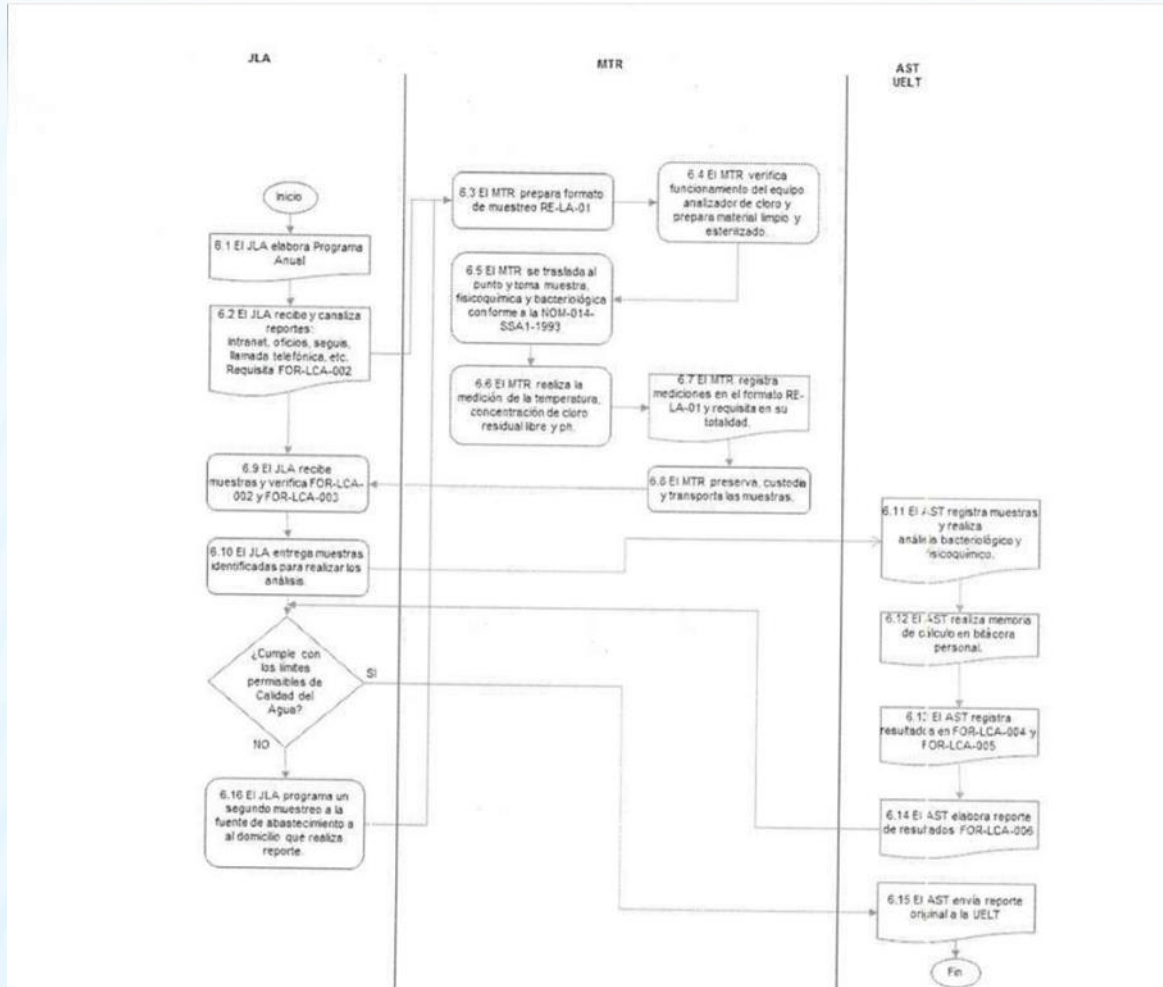 JLA
MTR
AST
UELT
Inicio
6.1 El JLA elabora Programa
Anual
6.2 El JLA recibe y canaliza
reportes:
Intranet, oficios, seguis,
llamada telefónica, etc.
Requisita FOR-LCA-002
6.3 El MTR prepara formato
de muestreo RE-LA-01
6.4 El MTR verifica
funcionamiento del equipo
analizador de cloro y
prepara material limpio y
esterilizado.
6.5 El MTR se traslada al
punto y toma muestra,
fisicoquímica y bacteriológica
conforme a la NOM-014-
SSA1-1993
6.6 El MTR realiza la
medición de la temperatura,
concentración de cloro
residual libre y ph.
6.7 El MTR registra
mediciones en el formato RE-
LA-01 y requisita en su
totalidad.
6.8 El MTR preserva, custodia
y transporta las muestras.
6.9 El JLA recibe
muestras y verifica FOR-LCA-
002 y FOR-LCA-003
6.10 El JLA entrega muestras
identificadas para realizar los
análisis.
6.11 El AST registra muestras
y realiza
análisis bacteriológico y
fisicoquímico.
6.12 El AST realiza memoria
de cálculo en bitácora
personal.
6.13 El AST registra
resultados en FOR-LCA-004 y
FOR-LCA-005
6.14 El AST elabora reporte
de resultados FOR-LCA-006
¿Cumple con
los límites
permisibles de
Calidad del
Agua?
SI
NO
6.16 El JLA programa un
segundo muestreo a la
fuente de abastecimiento a
al domicilio que realiza
reporte.
6.15 El AST envía reporte
original a la UELT
Fin